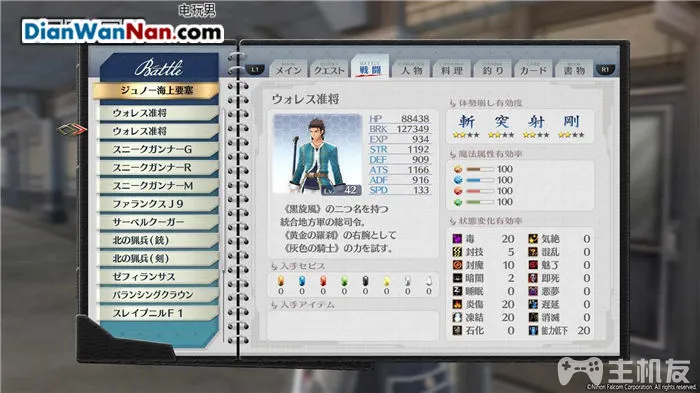 电玩男
DianWanNan.com
Battle
L1
メイン
クエスト
BATTLE
戦闘
人物
料理
釣り
カード
書物
R1
ジュノー海上要塞
ウォレス准将
ウォレス准将
スニークガンナーG
スニークガンナーR
スニークガンナーM
ファランクスJ9
サーベルクーガー
北の猟兵(銃)
北の猟兵(剣)
ゼフィランサス
バランシングクラウン
スレイプニルF1
ウォレス准将
Lv. 42
HP 88438
BRK 127349
EXP 934
STR 1192
DEF 909
ATS 1166
ADF 916
SPD 133
《黒旋風》の二つ名を持つ
統合地方軍の総司令。
《黄金の羅刹》の右腕として
《灰色の騎士》の力を試す。
入手セピス
0 0 0 0 0 0 0
入手アイテム
体勢崩し有効度
斬 突 射 剛
魔法属性有効率
100
100
100
100
状態変化有効率
毒 20 気絶 0
封技 5 混乱 0
封魔 10 魅了 0
暗闇 2 即死 0
睡眠 0 悪夢 0
炎傷 20 遅延 0
凍結 20 消滅 0
石化 0 能力低下 20
主机友
©Nihon Falcom Corporation. All rights reserved.